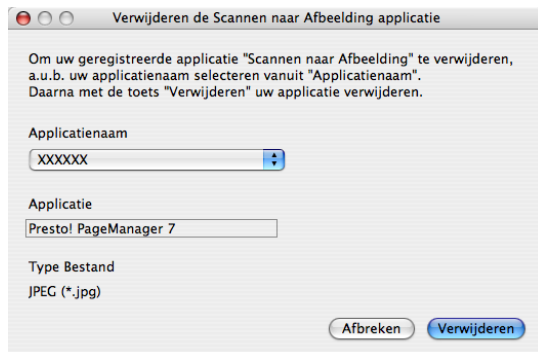 Verwijderen de Scannen naar Afbeelding applicatie
Om uw geregistreerde applicatie "Scannen naar Afbeelding" te verwijderen,
a.u.b. uw applicatienaam selecteren vanuit "Applicatienaam".
Daarna met de toets "Verwijderen" uw applicatie verwijderen.
Applicatienaam
XXXXXX
Applicatie
Presto! PageManager 7
Type Bestand
JPEG (*.jpg)
Afbreken Verwijderen